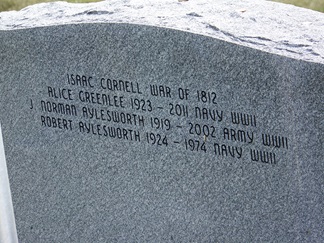 ISAAC CORNELL WAR OF 1812
ALICE GREENLEE 1923 - 2011 NAVY WWII
J NORMAN AYLESWORTH 1919 - 2002 ARMY WWII
ROBERT AYLESWORTH 1924 - 1974 NAVY WWII